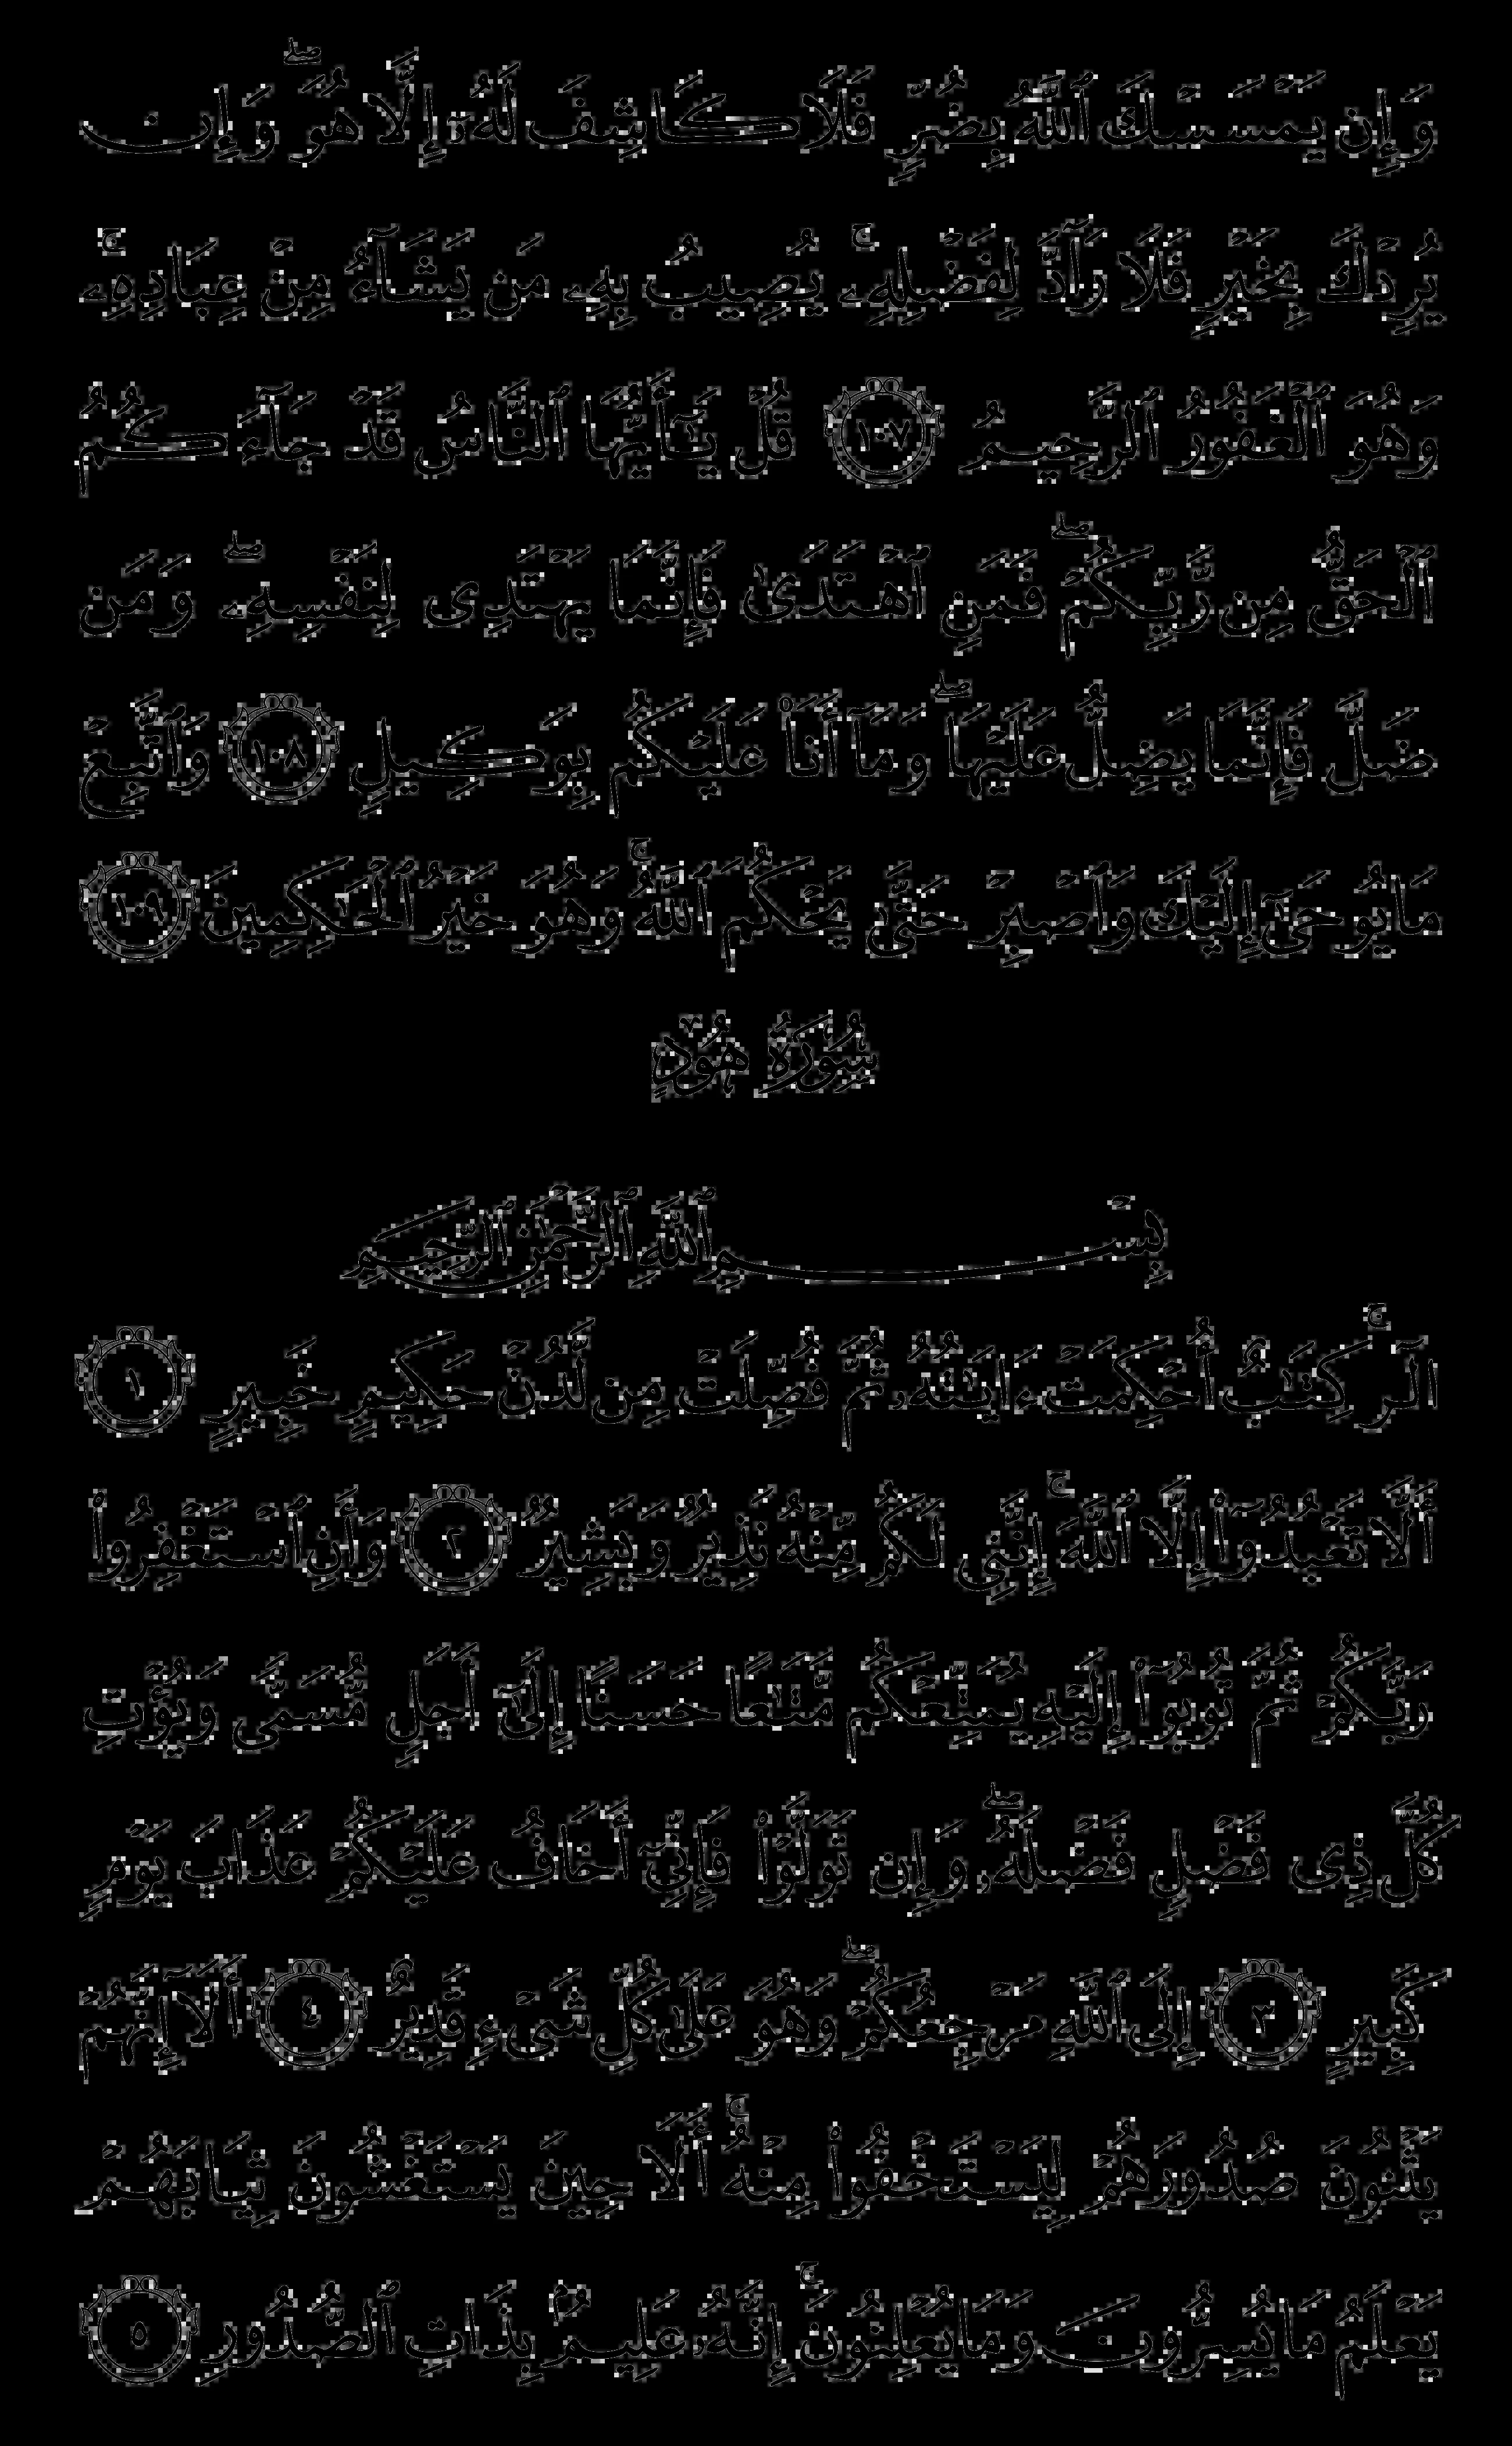 وَإِن يَمْسَسْكَ ٱللَّهُ بِضُرٍّ فَلَا كَاشِفَ لَهُۥٓ إِلَّا هُوَ ۖ وَإِن
يُرِدْكَ بِخَيْرٍ فَلَا رَآدَّ لِفَضْلِهِۦ ۚ يُصِيبُ بِهِۦ مَن يَشَآءُ مِنْ عِبَادِهِۦ ۚ
وَهُوَ ٱلْغَفُورُ ٱلرَّحِيمُ ١٠٧ قُلْ يَـٰٓأَيُّهَا ٱلنَّاسُ قَدْ جَآءَكُمُ
ٱلْحَقُّ مِن رَّبِّكُمْ ۖ فَمَنِ ٱهْتَدَىٰ فَإِنَّمَا يَهْتَدِى لِنَفْسِهِۦ ۖ وَمَن
ضَلَّ فَإِنَّمَا يَضِلُّ عَلَيْهَا ۖ وَمَآ أَنَا۠ عَلَيْكُم بِوَكِيلٍ ١٠٨ وَٱتَّبِعْ
مَا يُوحَىٰٓ إِلَيْكَ وَٱصْبِرْ حَتَّىٰ يَحْكُمَ ٱللَّهُ ۚ وَهُوَ خَيْرُ ٱلْحَـٰكِمِينَ ١٠٩
سُورَةُ هُودٍ
بِسْمِ ٱللَّهِ ٱلرَّحْمَـٰنِ ٱلرَّحِيمِ
الٓر ۚ كِتَـٰبٌ أُحْكِمَتْ ءَايَـٰتُهُۥ ثُمَّ فُصِّلَتْ مِن لَّدُنْ حَكِيمٍ خَبِيرٍ ١
أَلَّا تَعْبُدُوٓا۟ إِلَّا ٱللَّهَ ۚ إِنَّنِى لَكُم مِّنْهُ نَذِيرٌ وَبَشِيرٌ ٢ وَأَنِ ٱسْتَغْفِرُوا۟
رَبَّكُمْ ثُمَّ تُوبُوٓا۟ إِلَيْهِ يُمَتِّعْكُم مَّتَـٰعًا حَسَنًا إِلَىٰٓ أَجَلٍ مُّسَمًّى وَيُؤْتِ
كُلَّ ذِى فَضْلٍ فَضْلَهُۥ ۖ وَإِن تَوَلَّوْا۟ فَإِنِّىٓ أَخَافُ عَلَيْكُمْ عَذَابَ يَوْمٍ
كَبِيرٍ ٣ إِلَى ٱللَّهِ مَرْجِعُكُمْ ۖ وَهُوَ عَلَىٰ كُلِّ شَىْءٍ قَدِيرٌ ٤ أَلَآ إِنَّهُمْ
يَثْنُونَ صُدُورَهُمْ لِيَسْتَخْفُوا۟ مِنْهُ ۚ أَلَا حِينَ يَسْتَغْشُونَ ثِيَابَهُمْ
يَعْلَمُ مَا يُسِرُّونَ وَمَا يُعْلِنُونَ ۚ إِنَّهُۥ عَلِيمٌۢ بِذَاتِ ٱلصُّدُورِ ٥